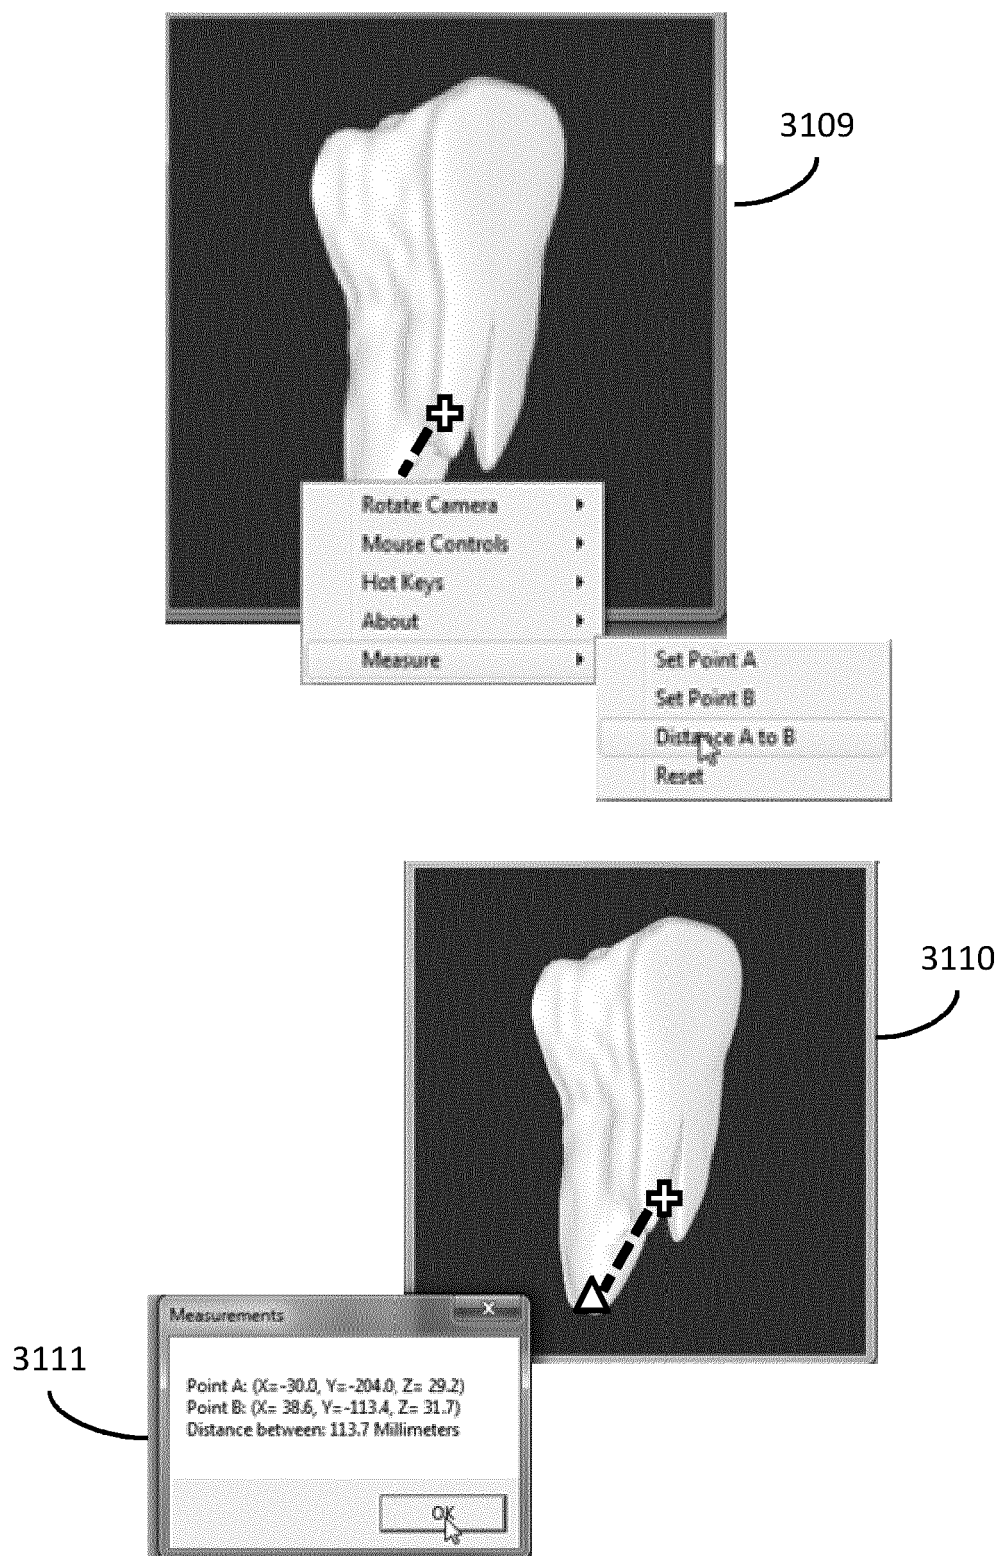 3109
Rotate Camera
Mouse Controls
Hot Keys
About
Measure
Set Point A
Set Point B
Distance A to B
Reset
3110
Measurements
X
3111
Point A: (X=-30.0, Y=-204.0, Z= 29.2)
Point B: (X= 38.6, Y=-113.4, Z= 31.7)
Distance between: 113.7 Millimeters
OK